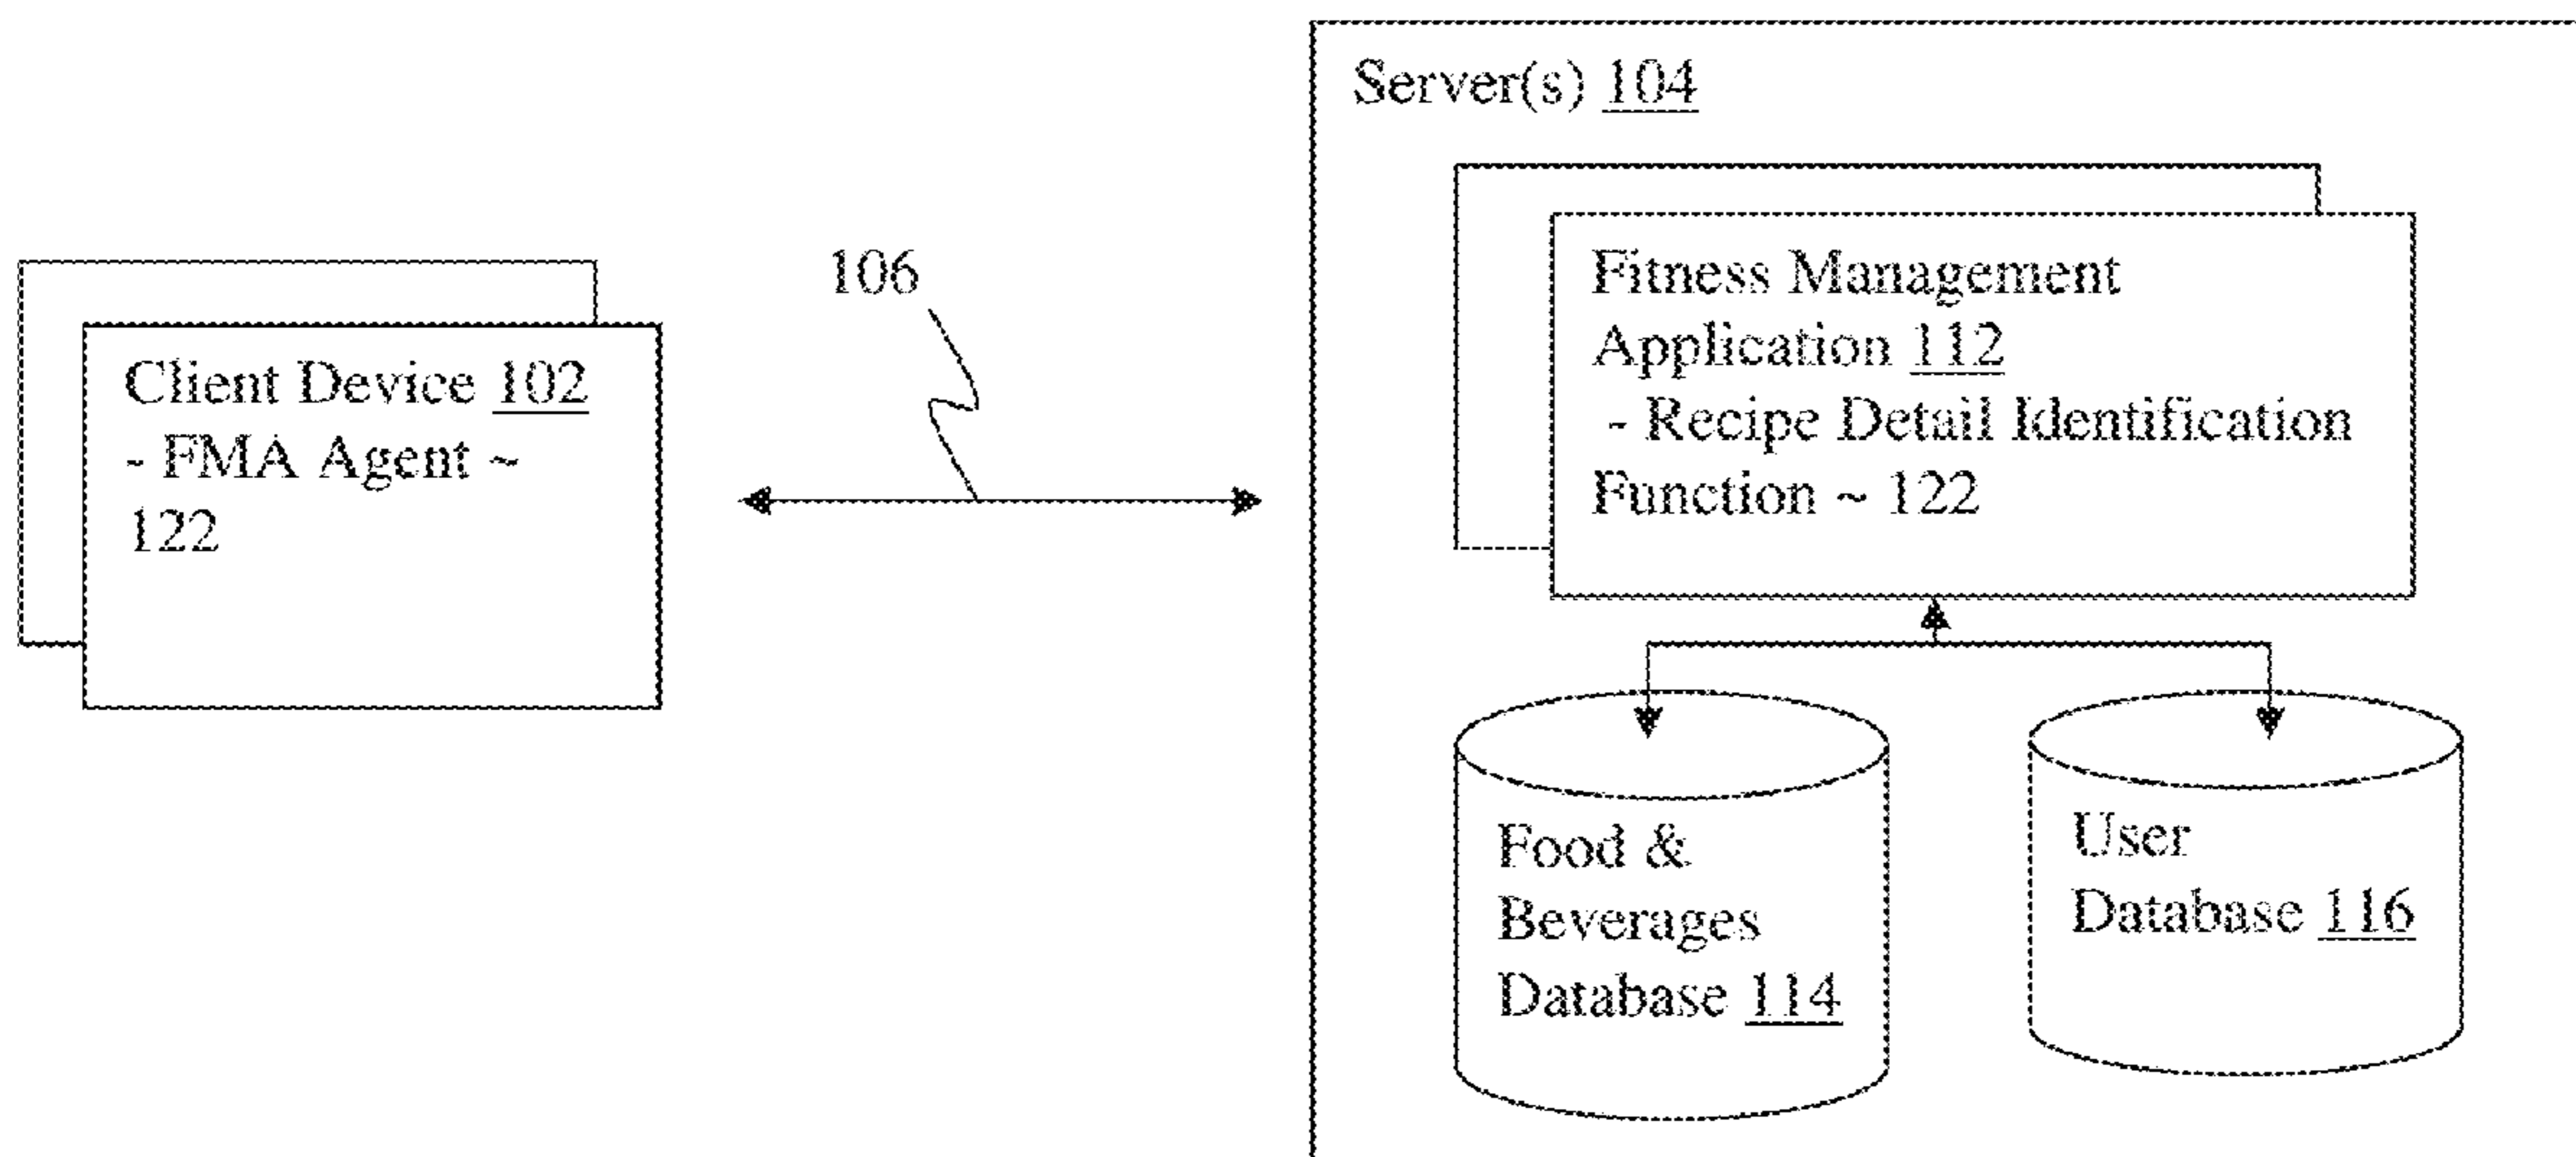 Server(s) 104
106
Client Device 102
- FMA Agent ~
122
Fitness Management
Application 112
- Recipe Detail Identification
Function ~ 122
Food &
Beverages
Database 114
User
Database 116